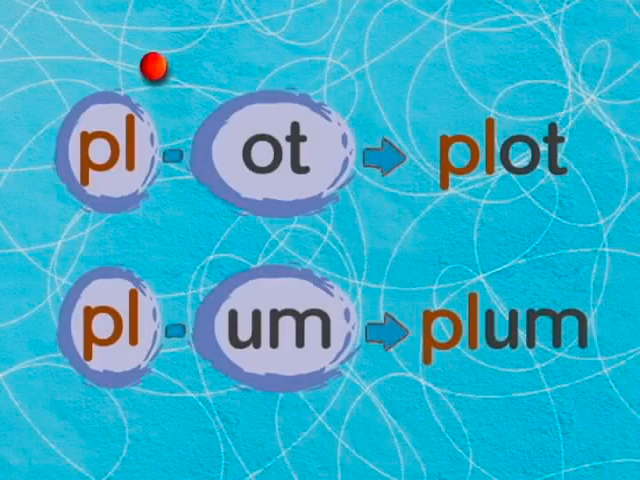 pl - ot → plot
pl - um → plum